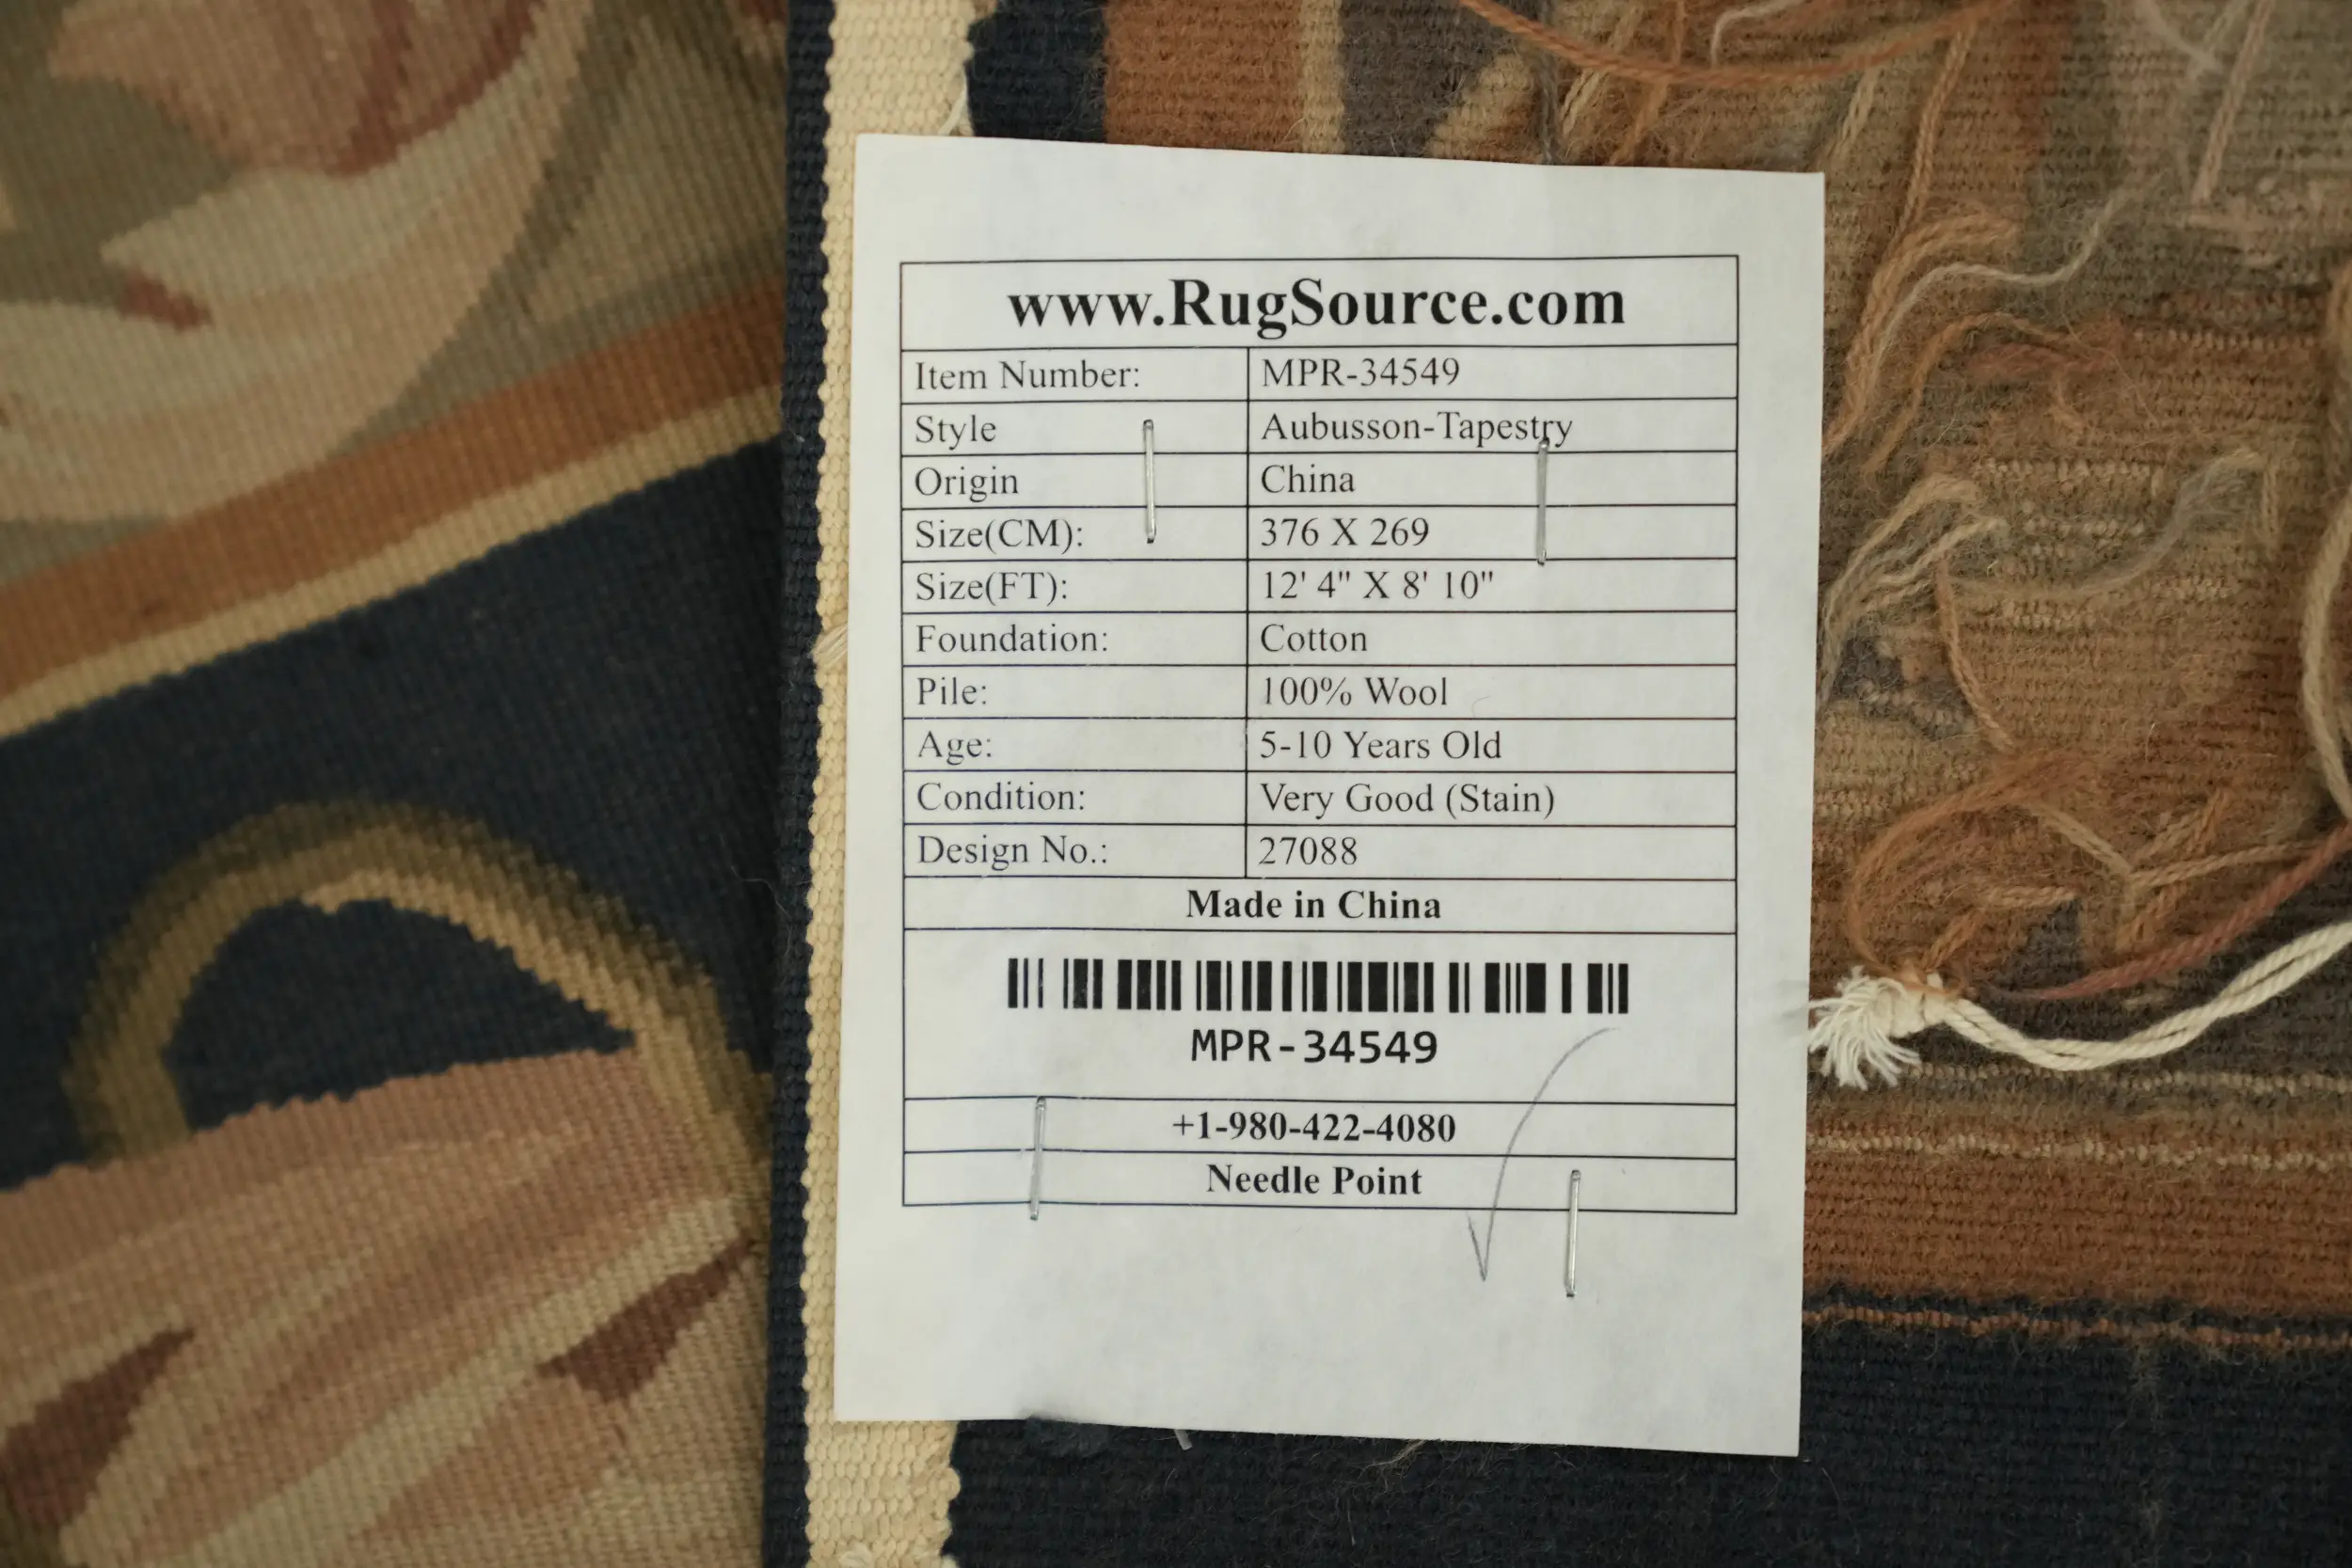 www.RugSource.com
Item Number: MPR-34549
Style Aubusson-Tapestry
Origin China
Size(CM): 376 X 269
Size(FT): 12' 4" X 8' 10"
Foundation: Cotton
Pile: 100% Wool
Age: 5-10 Years Old
Condition: Very Good (Stain)
Design No.: 27088
Made in China
MPR-34549
+1-980-422-4080
Needle Point